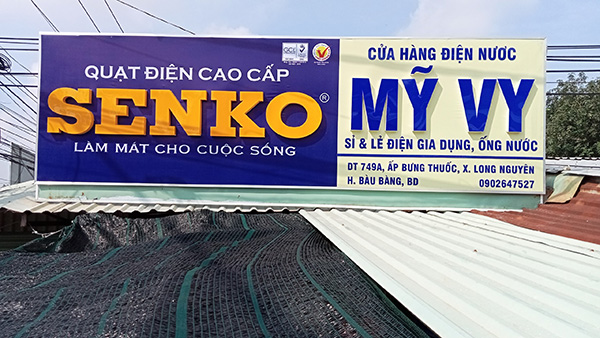 QUẠT ĐIỆN CAO CẤP
SENKO®
LÀM MÁT CHO CUỘC SỐNG
CỬA HÀNG ĐIỆN NƯỚC
MỸ VY
SỈ & LẺ ĐIỆN GIA DỤNG, ỐNG NƯỚC
DT 749A, ẤP BƯNG THUỐC, X. LONG NGUYÊN
H. BÀU BÀNG, BD 0902647527